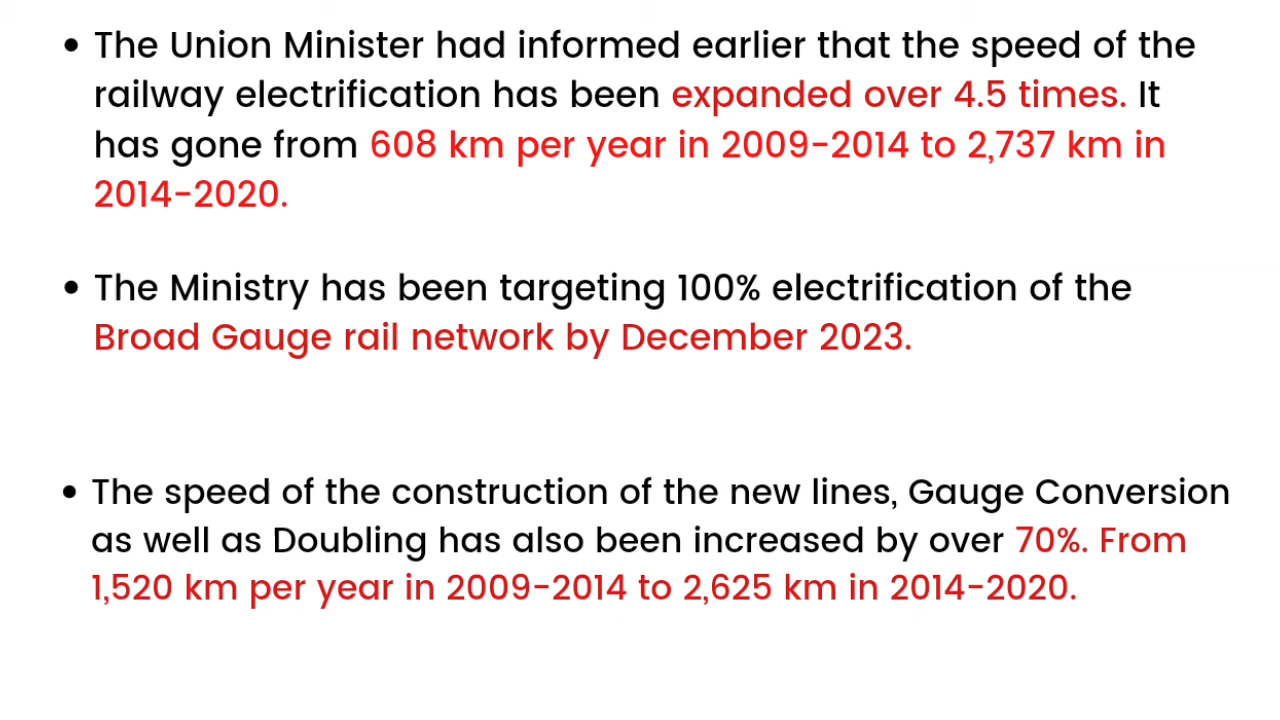 • The Union Minister had informed earlier that the speed of the
railway electrification has been expanded over 4.5 times. It
has gone from 608 km per year in 2009-2014 to 2,737 km in
2014-2020.
• The Ministry has been targeting 100% electrification of the
Broad Gauge rail network by December 2023.
• The speed of the construction of the new lines, Gauge Conversion
as well as Doubling has also been increased by over 70%. From
1,520 km per year in 2009-2014 to 2,625 km in 2014-2020.